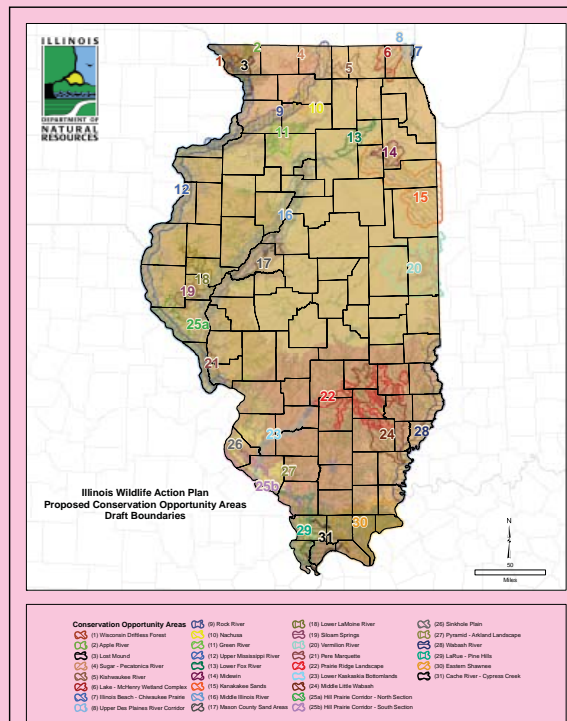 ILLINOIS
DEPARTMENT OF
NATURAL
RESOURCES
1
2
3
4
5
6
7
8
9
10
11
12
13
14
15
16
17
18
19
20
25a
21
22
23
24
28
26
27
25b
29
30
31
Illinois Wildlife Action Plan
Proposed Conservation Opportunity Areas
Draft Boundaries
N
50
Miles
Conservation Opportunity Areas
(1) Wisconsin Driftless Forest
(2) Apple River
(3) Lost Mound
(4) Sugar - Pecatonica River
(5) Kishwaukee River
(6) Lake - McHenry Wetland Complex
(7) Illinois Beach - Chiwaukee Prairie
(8) Upper Des Plaines River Corridor
(9) Rock River
(10) Nachusa
(11) Green River
(12) Upper Mississippi River
(13) Lower Fox River
(14) Midewin
(15) Kanakakee Sands
(16) Middle Illinois River
(17) Mason County Sand Areas
(18) Lower LaMoine River
(19) Siloam Springs
(20) Vermilion River
(21) Pere Marquette
(22) Prairie Ridge Landscape
(23) Lower Kaskaskia Bottomlands
(24) Middle Little Wabash
(25a) Hill Prairie Corridor - North Section
(25b) Hill Prairie Corridor - South Section
(26) Sinkhole Plain
(27) Pyramid - Arkland Landscape
(28) Wabash River
(29) LaRue - Pine Hills
(30) Eastern Shawnee
(31) Cache River - Cypress Creek